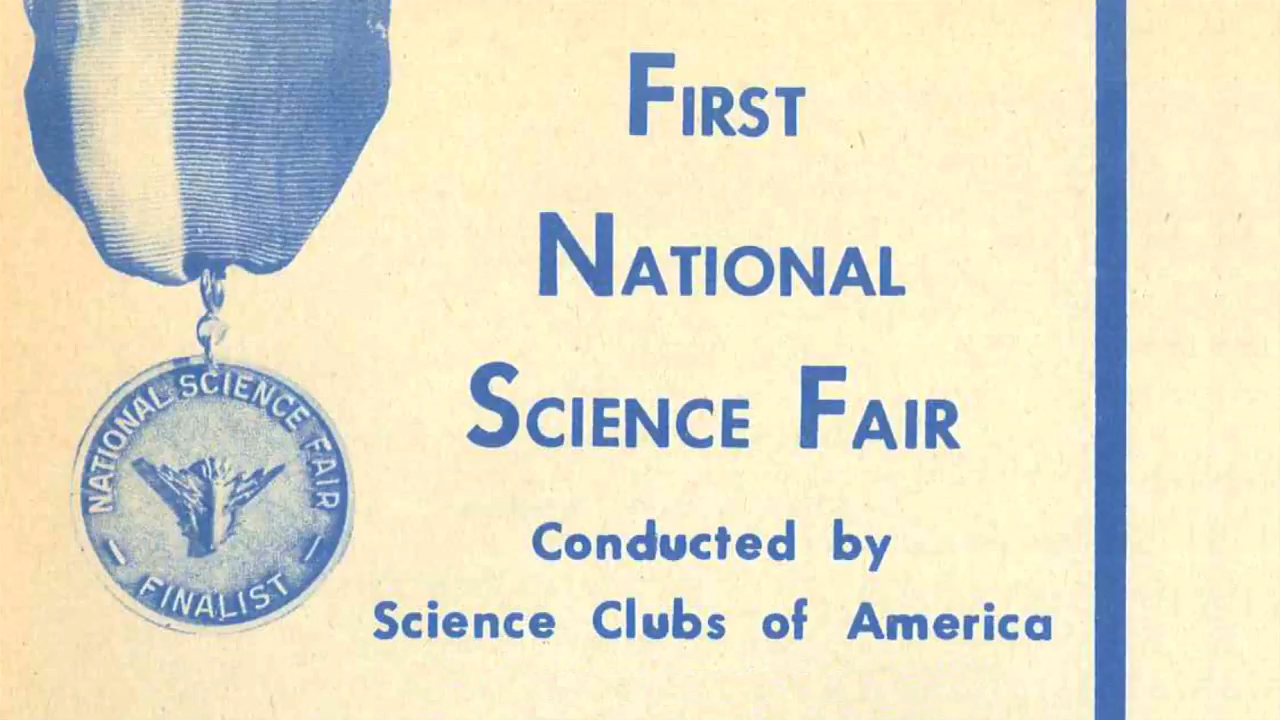 First
National
Science Fair
Conducted by
Science Clubs of America
NATIONAL SCIENCE FAIR
FINALIST